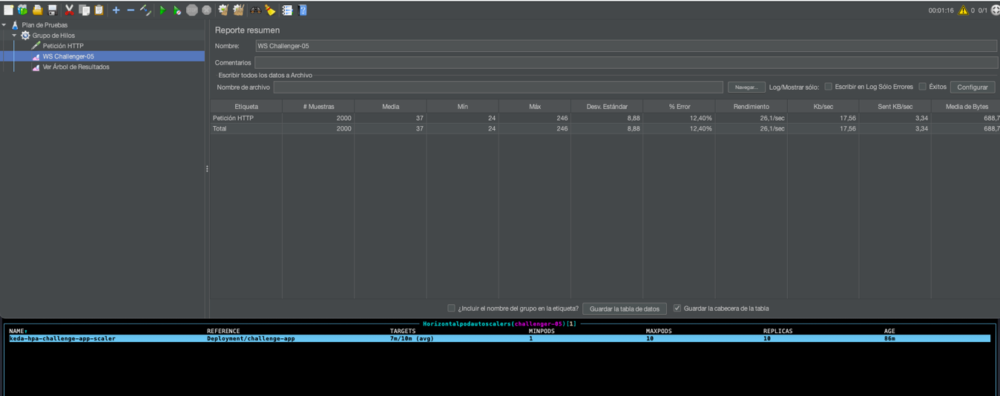 00:01:16 0 0/1
Plan de Pruebas
Grupo de Hilos
Petición HTTP
WS Challenger-05
Ver Árbol de Resultados
Reporte resumen
Nombre: WS Challenger-05
Comentarios
Escribir todos los datos a Archivo
Nombre de archivo Navegar... Log/Mostrar sólo: Escribir en Log Sólo Errores Éxitos Configurar
Etiqueta # Muestras Media Mín Máx Desv. Estándar % Error Rendimiento Kb/sec Sent KB/sec Media de Bytes
Petición HTTP 2000 37 24 246 8,88 12,40% 26,1/sec 17,56 3,34 688,7
Total 2000 37 24 246 8,88 12,40% 26,1/sec 17,56 3,34 688,7
¿Incluir el nombre del grupo en la etiqueta? Guardar la tabla de datos Guardar la cabecera de la tabla
Horizontalpodautoscalers(challenger-05)[1]
NAME↑ REFERENCE TARGETS MINPODS MAXPODS REPLICAS AGE
keda-hpa-challenge-app-scaler Deployment/challenge-app 7m/10m (avg) 1 10 10 86m